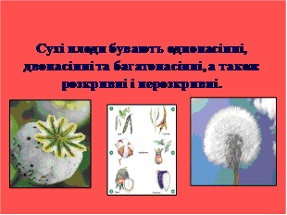 Сухі плоди бувають однонасінні,
двонасінні та багатонасінні, а також
розкривні і нерозкривні.